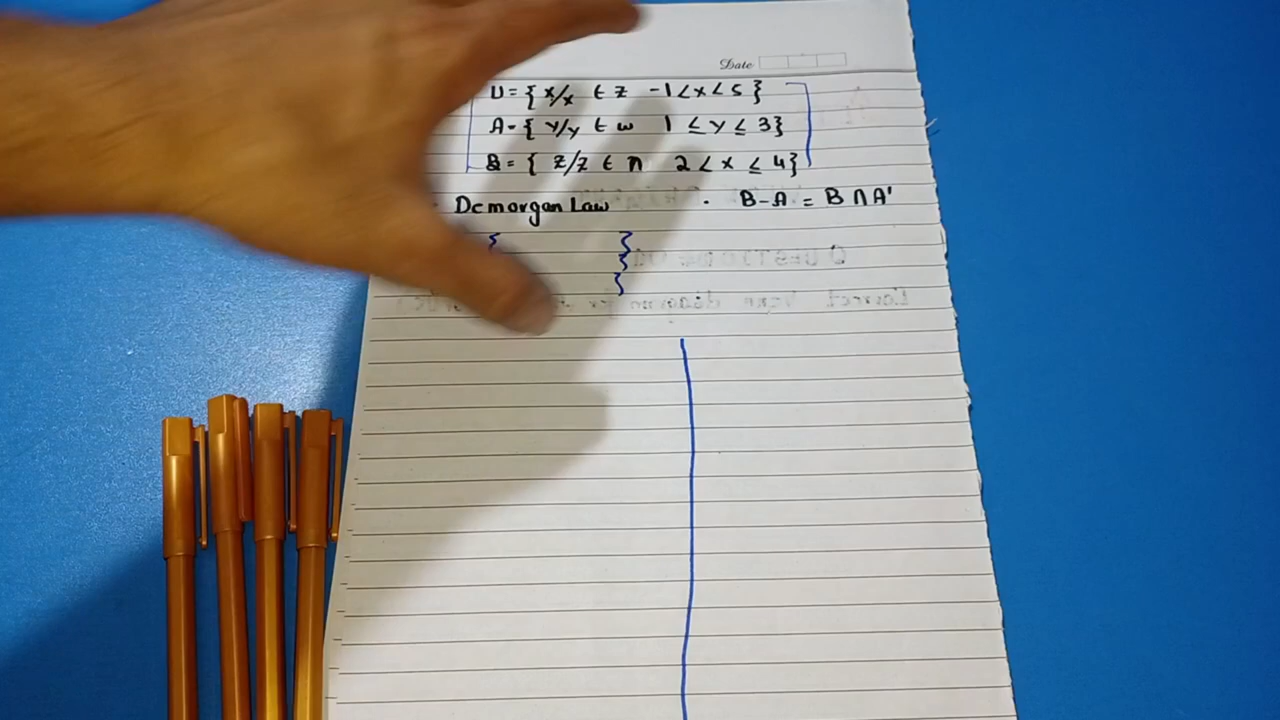 Date
U = { x/x ∈ z -1 < x < 5 }
A = { y/y ∈ w 1 ≤ y ≤ 3 }
B = { z/z ∈ n 2 < x ≤ 4 }
Demorgan Law · B - A = B ∩ A'